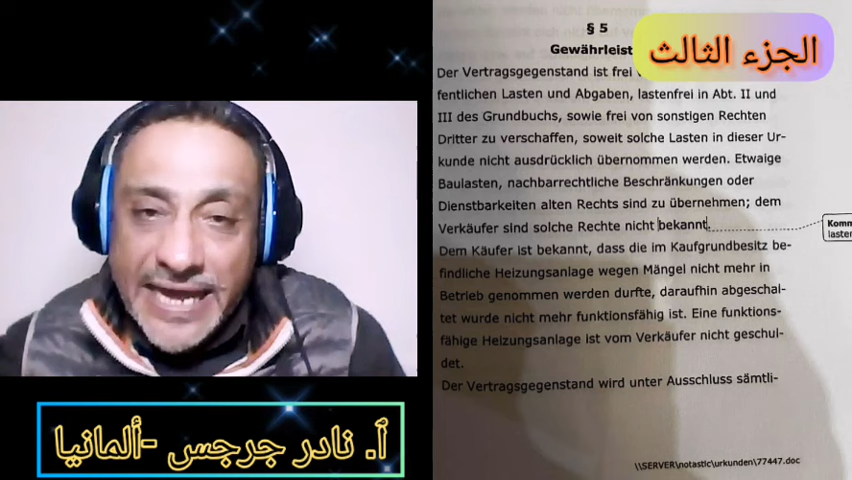 § 5
Gewährleist
الجزء الثالث
Der Vertragsgegenstand ist frei
fentlichen Lasten und Abgaben, lastenfrei in Abt. II und
III des Grundbuchs, sowie frei von sonstigen Rechten
Dritter zu verschaffen, soweit solche Lasten in dieser Ur-
kunde nicht ausdrücklich übernommen werden. Etwaige
Baulasten, nachbarrechtliche Beschränkungen oder
Dienstbarkeiten alten Rechts sind zu übernehmen; dem
Verkäufer sind solche Rechte nicht bekannt.
Komm
laster
Dem Käufer ist bekannt, dass die im Kaufgrundbesitz be-
findliche Heizungsanlage wegen Mängel nicht mehr in
Betrieb genommen werden durfte, daraufhin abgeschal-
tet wurde nicht mehr funktionsfähig ist. Eine funktions-
fähige Heizungsanlage ist vom Verkäufer nicht geschul-
det.
Der Vertragsgegenstand wird unter Ausschluss sämtli-
\\SERVER\notastic\urkunden\77447.doc
أ. نادر جرجس -ألمانيا